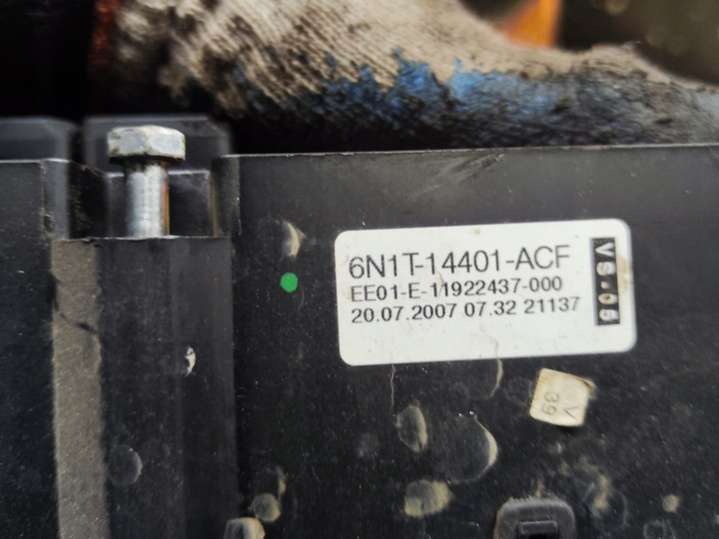 6N1T-14401-ACF
EE01-E-11922437-000
20.07.2007 07.32 21137
VS-05
V
39